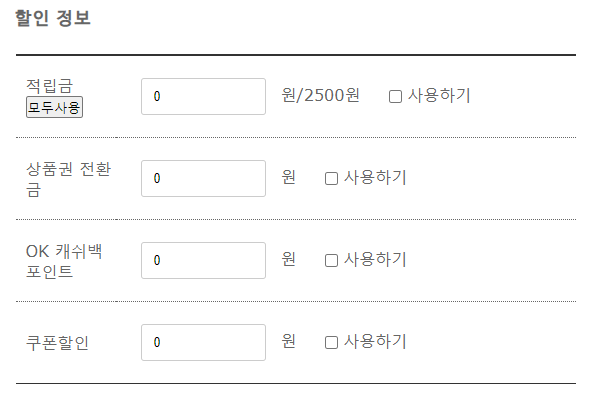 할인 정보
적립금
모두사용
0 원/2500원 사용하기
상품권 전환
금
0 원 사용하기
OK 캐쉬백
포인트
0 원 사용하기
쿠폰할인
0 원 사용하기